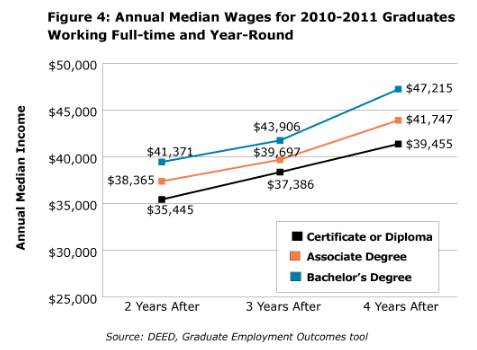 Figure 4: Annual Median Wages for 2010-2011 Graduates
Working Full-time and Year-Round
Annual Median Income
$50,000
$45,000
$40,000
$35,000
$30,000
$25,000
$41,371
$43,906
$47,215
$38,365
$39,697
$41,747
$35,445
$37,386
$39,455
Certificate or Diploma
Associate Degree
Bachelor's Degree
2 Years After
3 Years After
4 Years After
Source: DEED, Graduate Employment Outcomes tool